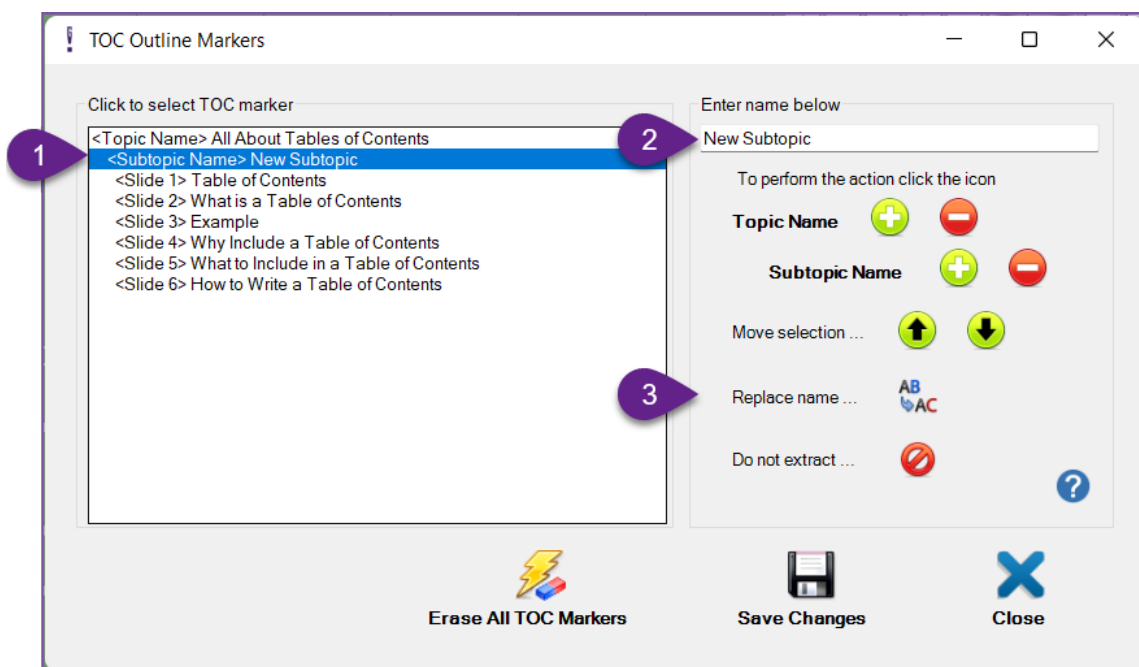 TOC Outline Markers
Click to select TOC marker
<Topic Name> All About Tables of Contents
1
<Subtopic Name> New Subtopic
<Slide 1> Table of Contents
<Slide 2> What is a Table of Contents
<Slide 3> Example
<Slide 4> Why Include a Table of Contents
<Slide 5> What to Include in a Table of Contents
<Slide 6> How to Write a Table of Contents
Enter name below
2
New Subtopic
To perform the action click the icon
Topic Name
Subtopic Name
Move selection ...
3
Replace name ...
AB
AC
Do not extract ...
?
Erase All TOC Markers
Save Changes
Close